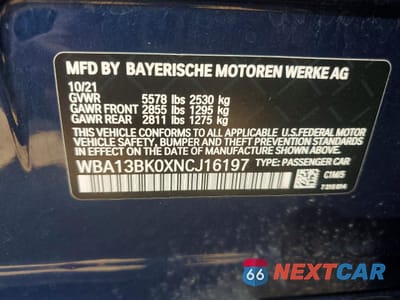 MFD BY BAYERISCHE MOTOREN WERKE AG
10/21
GVWR 5578 lbs 2530 kg
GAWR FRONT 2855 lbs 1295 kg
GAWR REAR 2811 lbs 1275 kg
THIS VEHICLE CONFORMS TO ALL APPLICABLE U.S. FEDERAL MOTOR
VEHICLE SAFETY, BUMPER AND THEFT PREVENTION STANDARDS
IN EFFECT ON THE DATE OF MANUFACTURE SHOWN ABOVE.
WBA13BK0XNCJ16197 TYPE: PASSENGER CAR
C1M/5
66 NEXTCAR